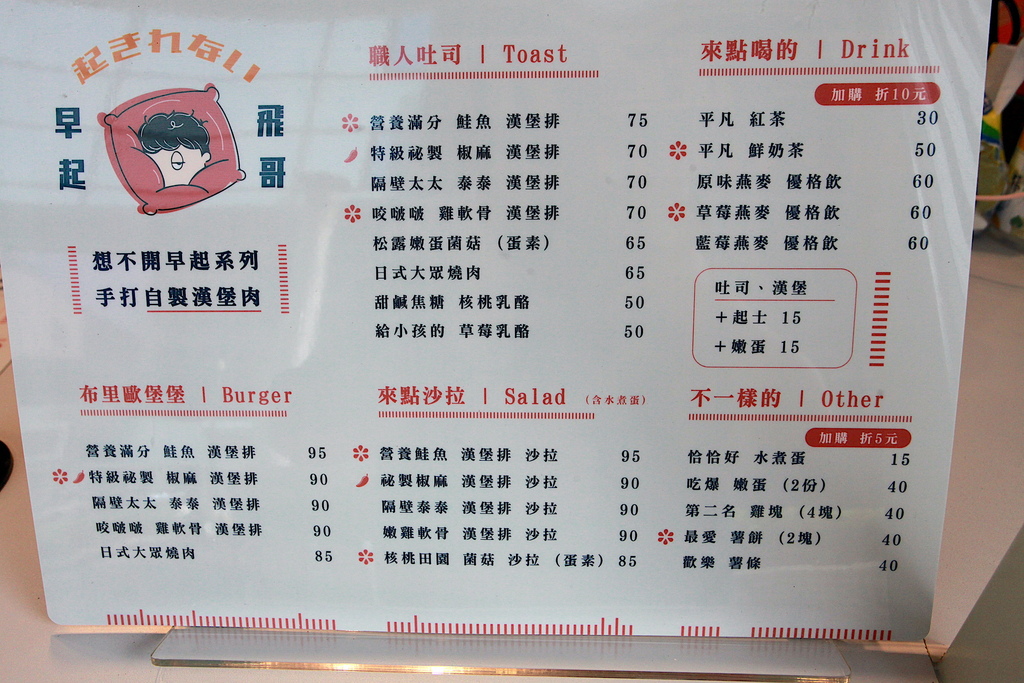 起きれない
早起 飛哥
想不開早起系列
手打自製漢堡肉
職人吐司 | Toast
營養滿分 鮭魚 漢堡排 75
特級祕製 椒麻 漢堡排 70
隔壁太太 泰泰 漢堡排 70
咬啵啵 雞軟骨 漢堡排 70
松露嫩蛋菌菇 (蛋素) 65
日式大眾燒肉 65
甜鹹焦糖 核桃乳酪 50
給小孩的 草莓乳酪 50
來點喝的 | Drink
加購 折10元
平凡 紅茶 30
平凡 鮮奶茶 50
原味燕麥 優格飲 60
草莓燕麥 優格飲 60
藍莓燕麥 優格飲 60
吐司、漢堡
+起士 15
+嫩蛋 15
布里歐堡堡 | Burger
營養滿分 鮭魚 漢堡排 95
特級祕製 椒麻 漢堡排 90
隔壁太太 泰泰 漢堡排 90
咬啵啵 雞軟骨 漢堡排 90
日式大眾燒肉 85
來點沙拉 | Salad (含水煮蛋)
營養鮭魚 漢堡排 沙拉 95
祕製椒麻 漢堡排 沙拉 90
隔壁泰泰 漢堡排 沙拉 90
嫩雞軟骨 漢堡排 沙拉 90
核桃田園 菌菇 沙拉 (蛋素) 85
不一樣的 | Other
加購 折5元
恰恰好 水煮蛋 15
吃爆 嫩蛋 (2份) 40
第二名 雞塊 (4塊) 40
最愛 薯餅 (2塊) 40
歡樂 薯條 40